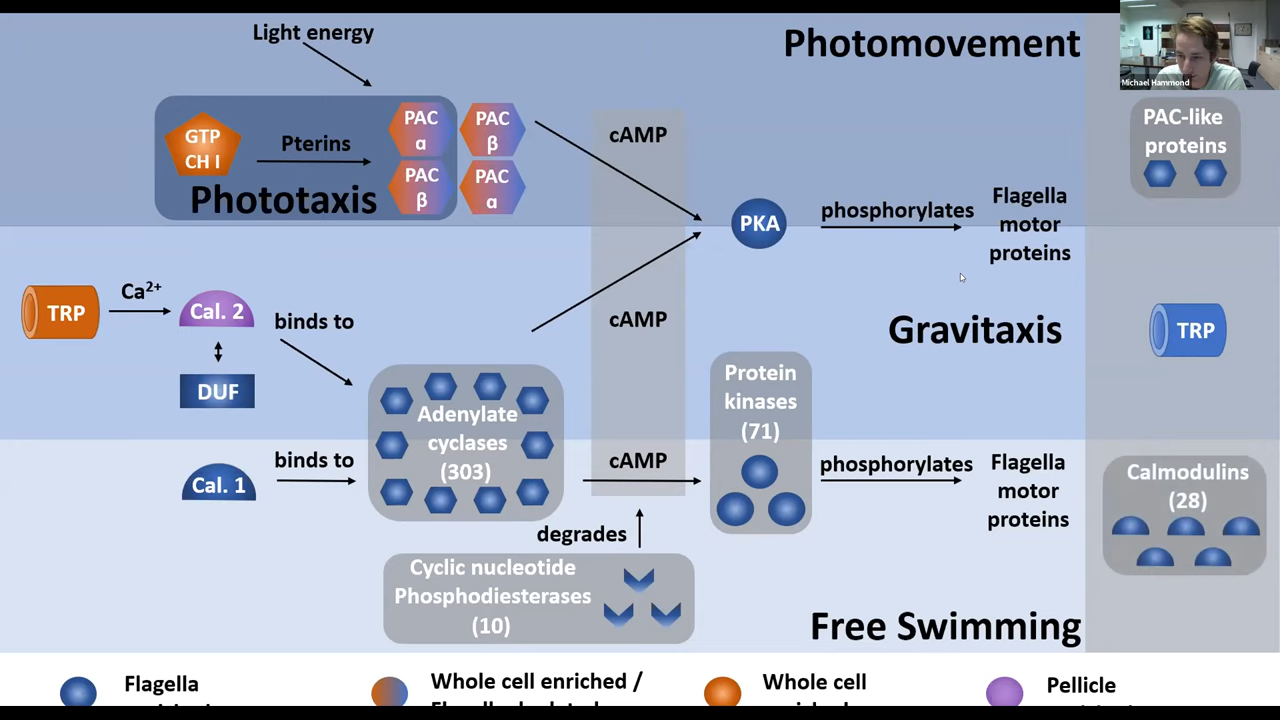 Light energy
Photomovement
Michael Hammond
GTP
CH I
Pterins
PAC
α
PAC
β
PAC
β
PAC
α
Phototaxis
cAMP
PKA
phosphorylates
Flagella
motor
proteins
PAC-like
proteins
TRP
Ca2+
Cal. 2
binds to
DUF
cAMP
Gravitaxis
TRP
Adenylate
cyclases
(303)
Protein
kinases
(71)
Cal. 1
binds to
cAMP
phosphorylates
Flagella
motor
proteins
Calmodulins
(28)
degrades
Cyclic nucleotide
Phosphodiesterases
(10)
Free Swimming
Flagella
Whole cell enriched /
Whole cell
Pellicle